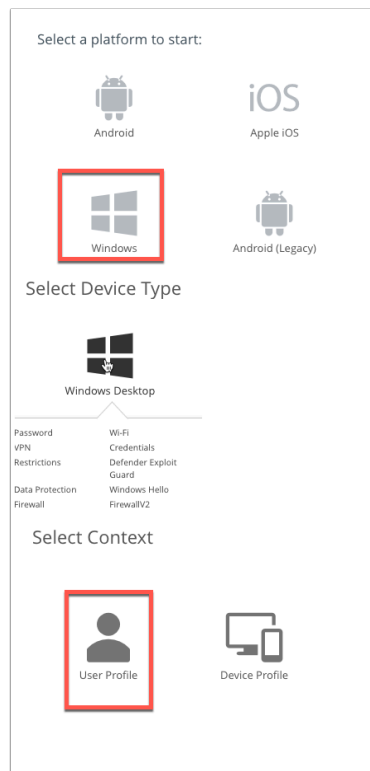 Select a platform to start:
iOS
Android Apple iOS
Windows Android (Legacy)
Select Device Type
Windows Desktop
Password Wi-Fi
VPN Credentials
Restrictions Defender Exploit
Guard
Data Protection Windows Hello
Firewall FirewallV2
Select Context
User Profile Device Profile